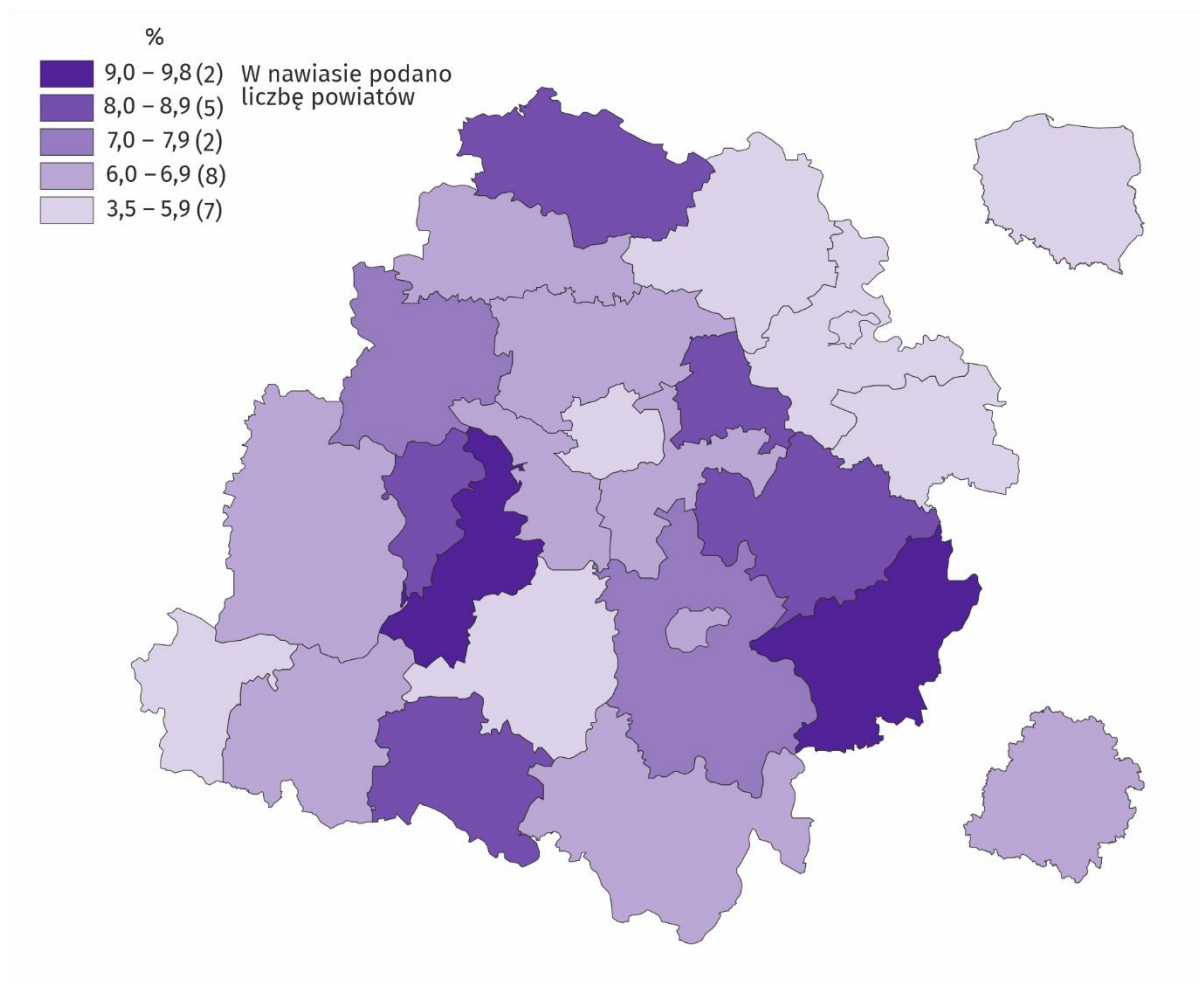 %
9,0 – 9,8 (2)
8,0 – 8,9 (5)
7,0 – 7,9 (2)
6,0 – 6,9 (8)
3,5 – 5,9 (7)
W nawiasie podano
liczbę powiatów